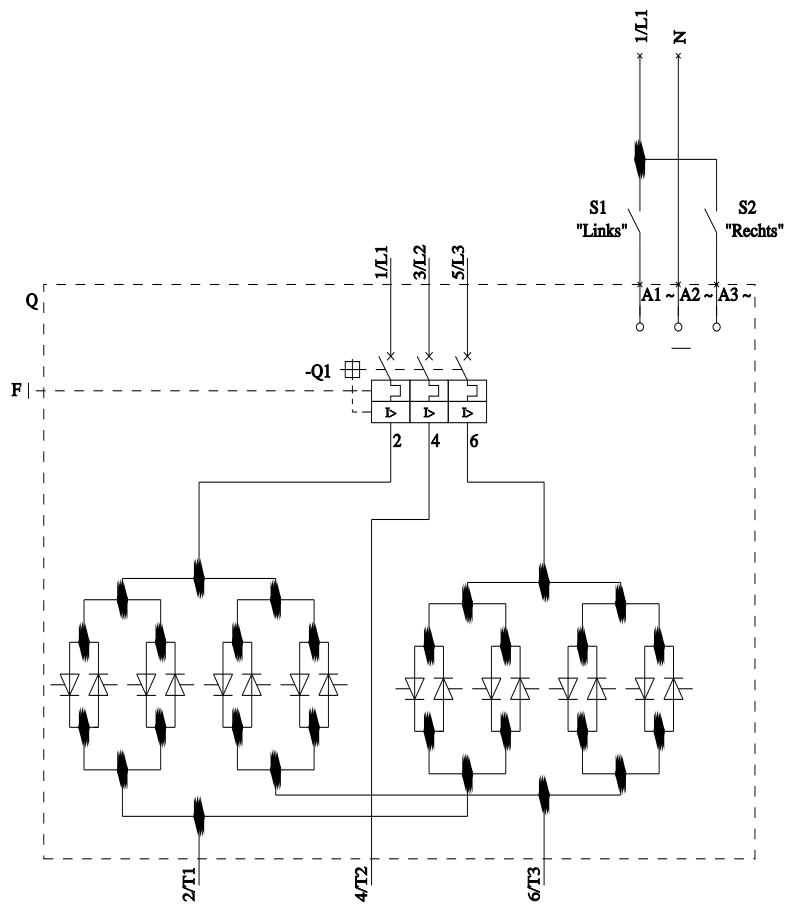 1/L1
N
S1
"Links"
S2
"Rechts"
1/L1
3/L2
5/L3
Q
A1 ~
A2 ~
A3 ~
-Q1
F
I>
I>
I>
2
4
6
2/T1
4/T2
6/T3